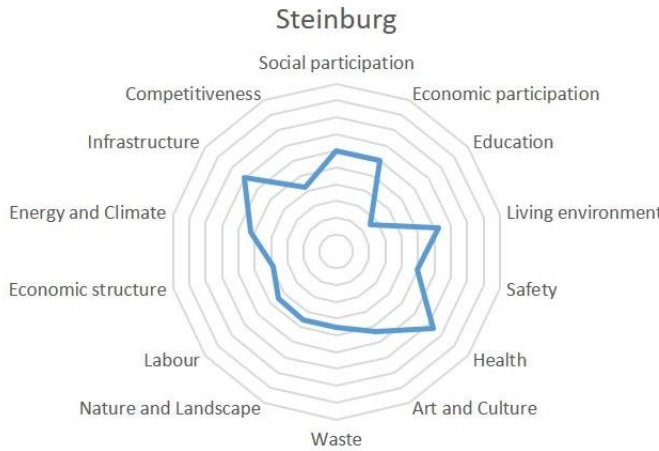 Steinburg
Social participation
Competitiveness
Economic participation
Infrastructure
Education
Energy and Climate
Living environment
Economic structure
Safety
Labour
Health
Nature and Landscape
Art and Culture
Waste